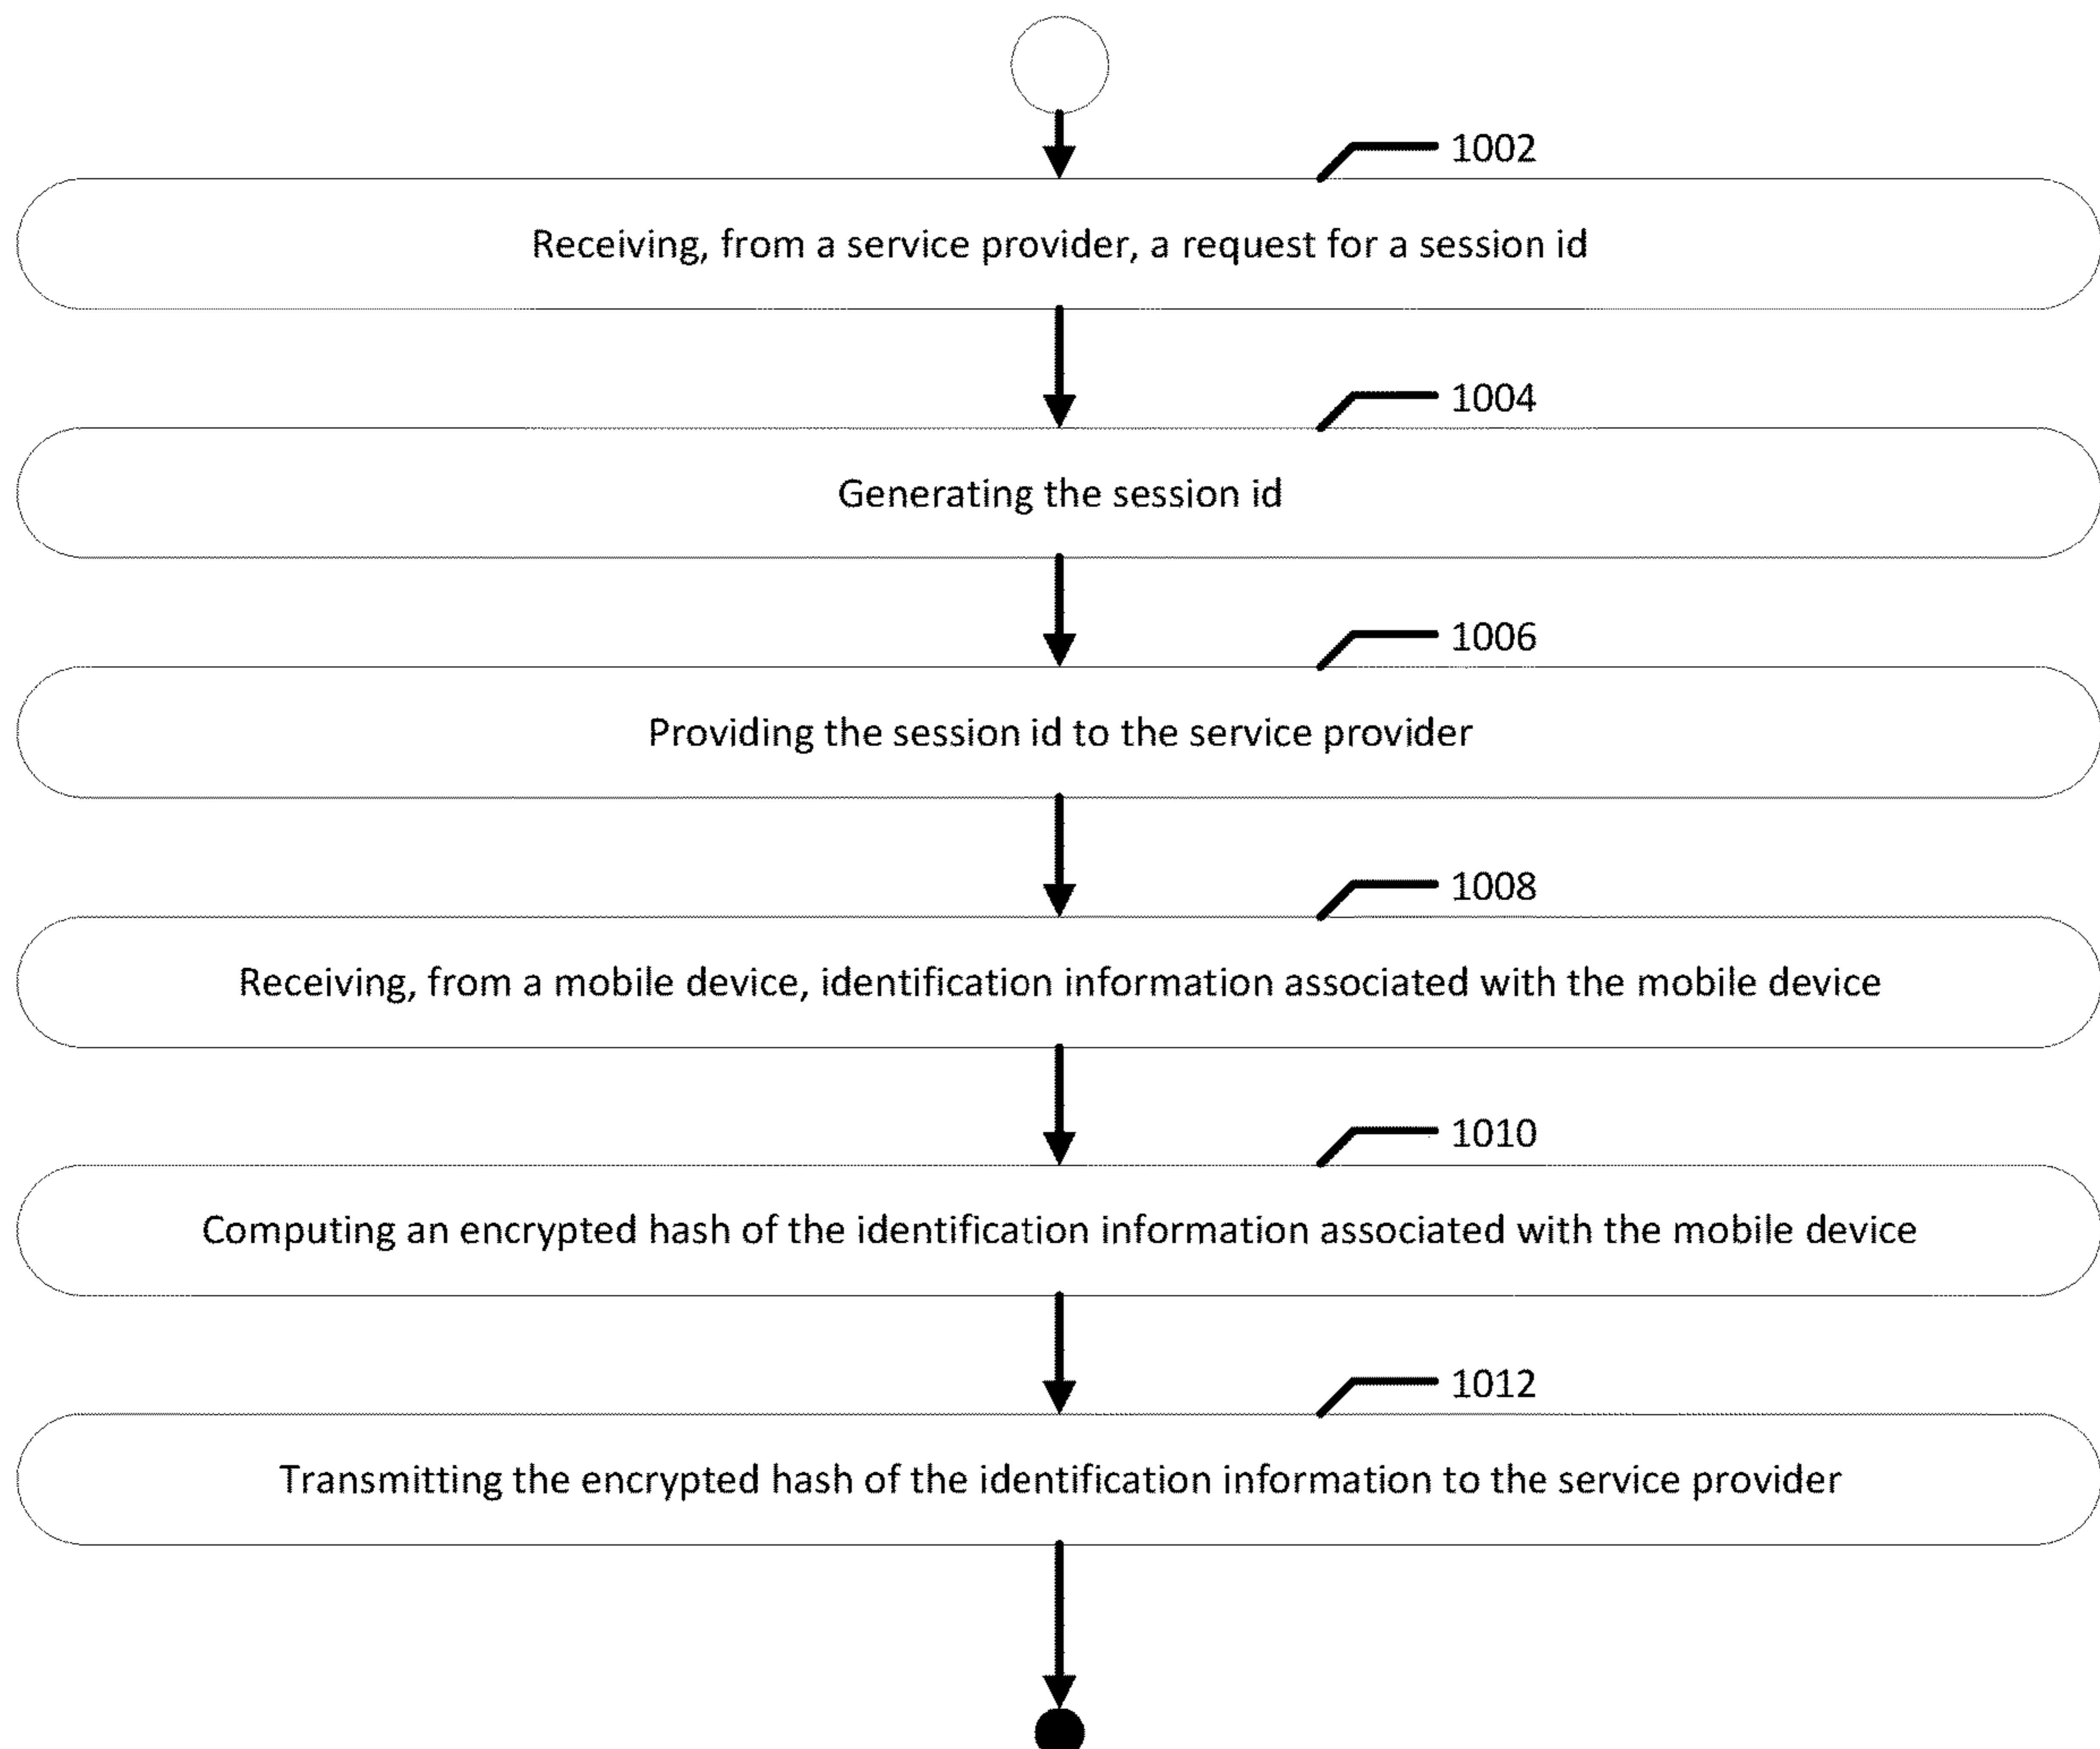 1002
Receiving, from a service provider, a request for a session id
1004
Generating the session id
1006
Providing the session id to the service provider
1008
Receiving, from a mobile device, identification information associated with the mobile device
1010
Computing an encrypted hash of the identification information associated with the mobile device
1012
Transmitting the encrypted hash of the identification information to the service provider